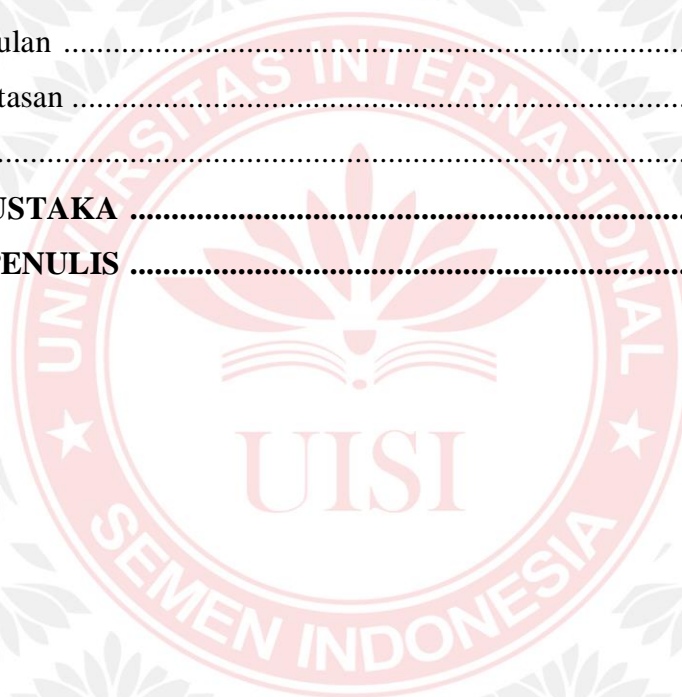 ulan ........................................................................................
tasan .......................................................................................
................................................................................................
USTAKA ....................................................................
PENULIS ....................................................................
UNIVERSITAS INTERNASIONAL
UISI
SEMEN INDONESIA